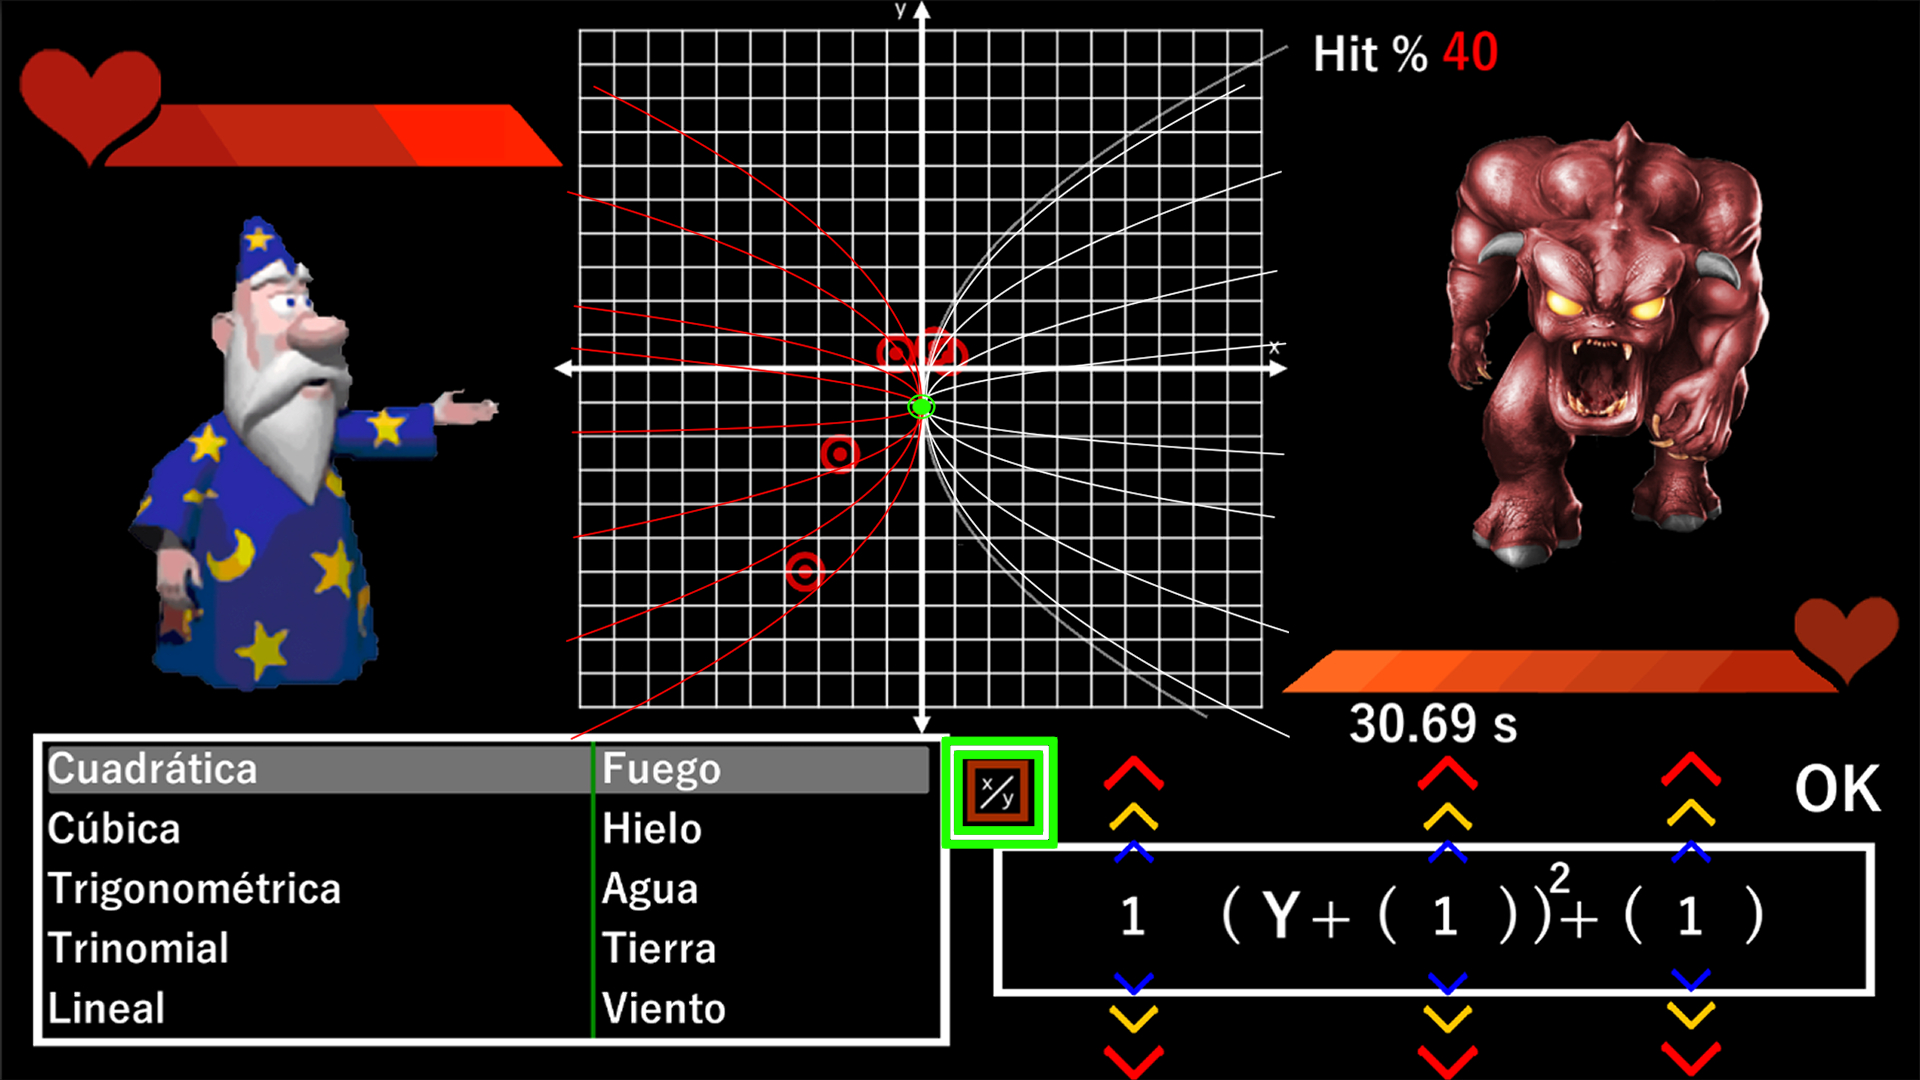 y
Hit % 40
x
30.69 s
Cuadrática Fuego
Cúbica Hielo
Trigonométrica Agua
Trinomial Tierra
Lineal Viento
x/y
OK
1 ( Y + ( 1 ) )² + ( 1 )